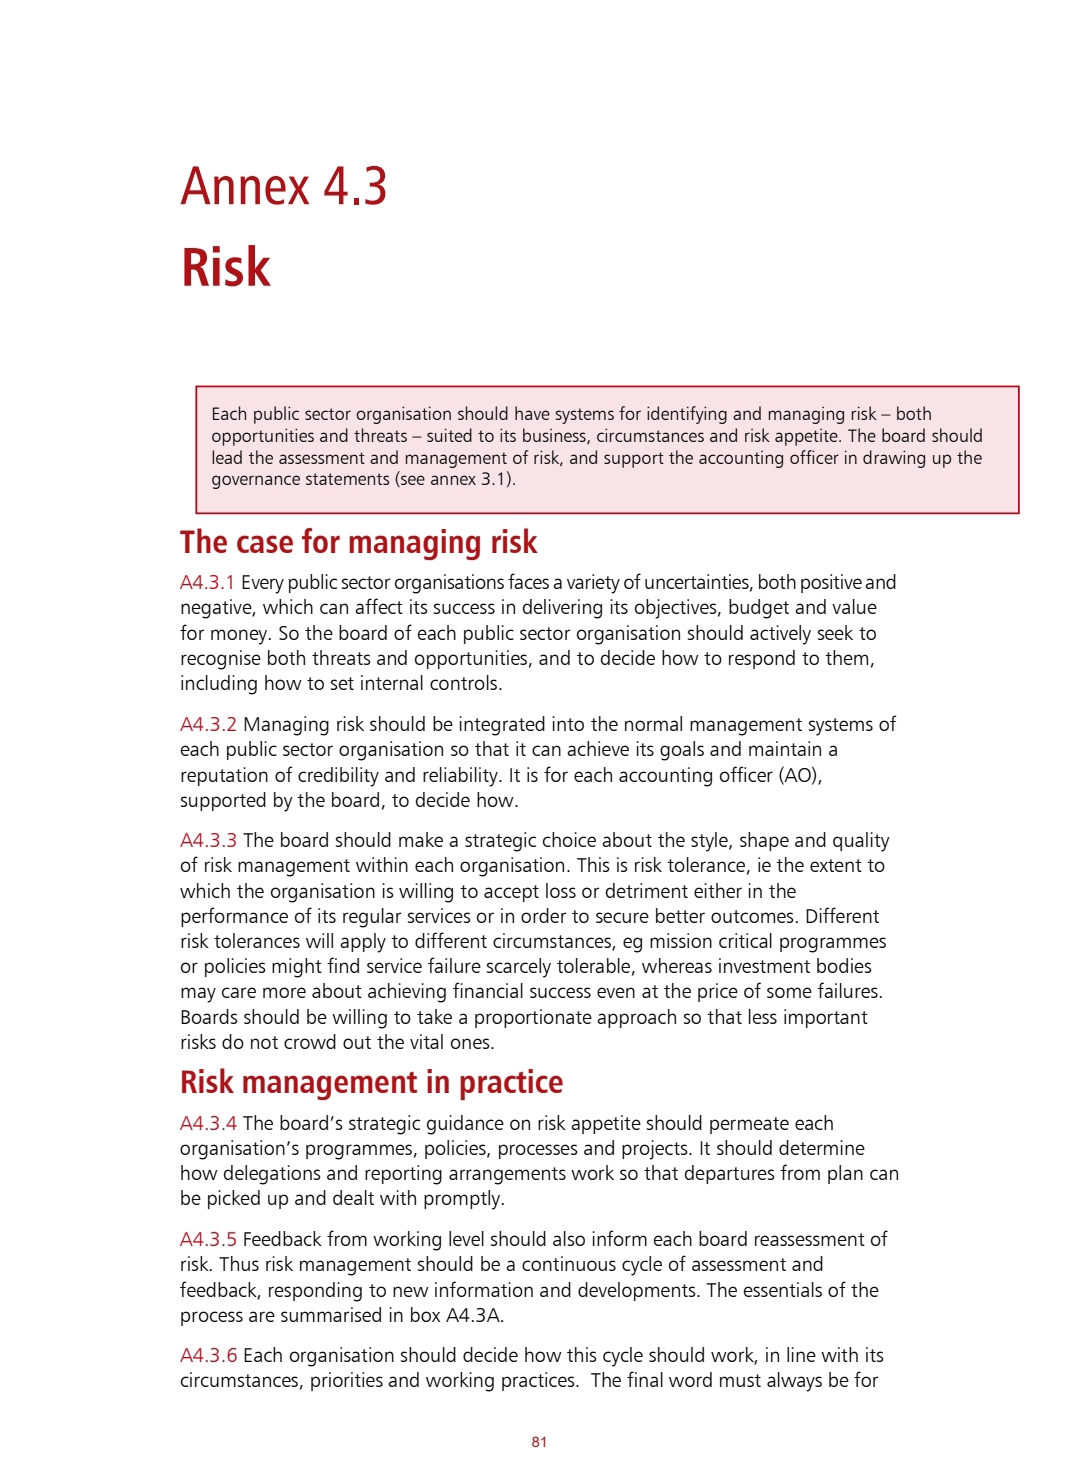 Annex 4.3
Risk
Each public sector organisation should have systems for identifying and managing risk – both
opportunities and threats – suited to its business, circumstances and risk appetite. The board should
lead the assessment and management of risk, and support the accounting officer in drawing up the
governance statements (see annex 3.1).
The case for managing risk
A4.3.1 Every public sector organisations faces a variety of uncertainties, both positive and
negative, which can affect its success in delivering its objectives, budget and value
for money. So the board of each public sector organisation should actively seek to
recognise both threats and opportunities, and to decide how to respond to them,
including how to set internal controls.
A4.3.2 Managing risk should be integrated into the normal management systems of
each public sector organisation so that it can achieve its goals and maintain a
reputation of credibility and reliability. It is for each accounting officer (AO),
supported by the board, to decide how.
A4.3.3 The board should make a strategic choice about the style, shape and quality
of risk management within each organisation. This is risk tolerance, ie the extent to
which the organisation is willing to accept loss or detriment either in the
performance of its regular services or in order to secure better outcomes. Different
risk tolerances will apply to different circumstances, eg mission critical programmes
or policies might find service failure scarcely tolerable, whereas investment bodies
may care more about achieving financial success even at the price of some failures.
Boards should be willing to take a proportionate approach so that less important
risks do not crowd out the vital ones.
Risk management in practice
A4.3.4 The board's strategic guidance on risk appetite should permeate each
organisation's programmes, policies, processes and projects. It should determine
how delegations and reporting arrangements work so that departures from plan can
be picked up and dealt with promptly.
A4.3.5 Feedback from working level should also inform each board reassessment of
risk. Thus risk management should be a continuous cycle of assessment and
feedback, responding to new information and developments. The essentials of the
process are summarised in box A4.3A.
A4.3.6 Each organisation should decide how this cycle should work, in line with its
circumstances, priorities and working practices.  The final word must always be for
81